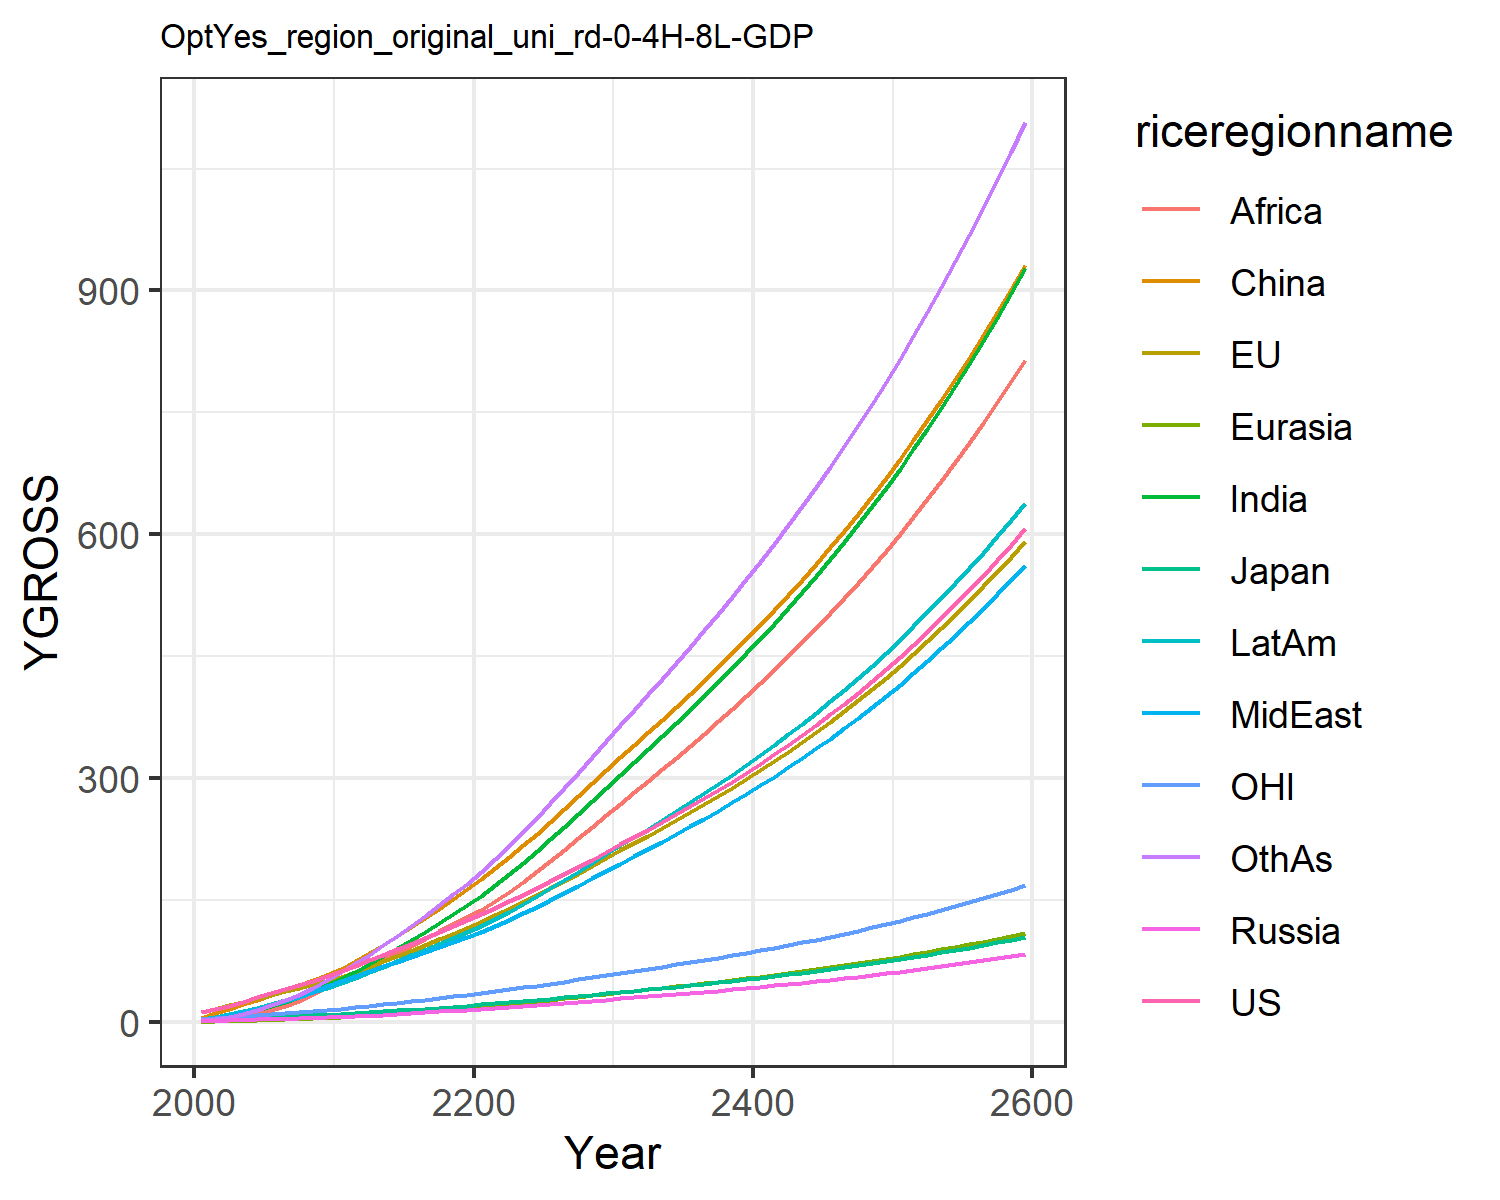 OptYes_region_original_uni_rd-0-4H-8L-GDP
YGROSS
900
600
300
0
2000
2200
2400
2600
Year
riceregionname
Africa
China
EU
Eurasia
India
Japan
LatAm
MidEast
OHI
OthAs
Russia
US